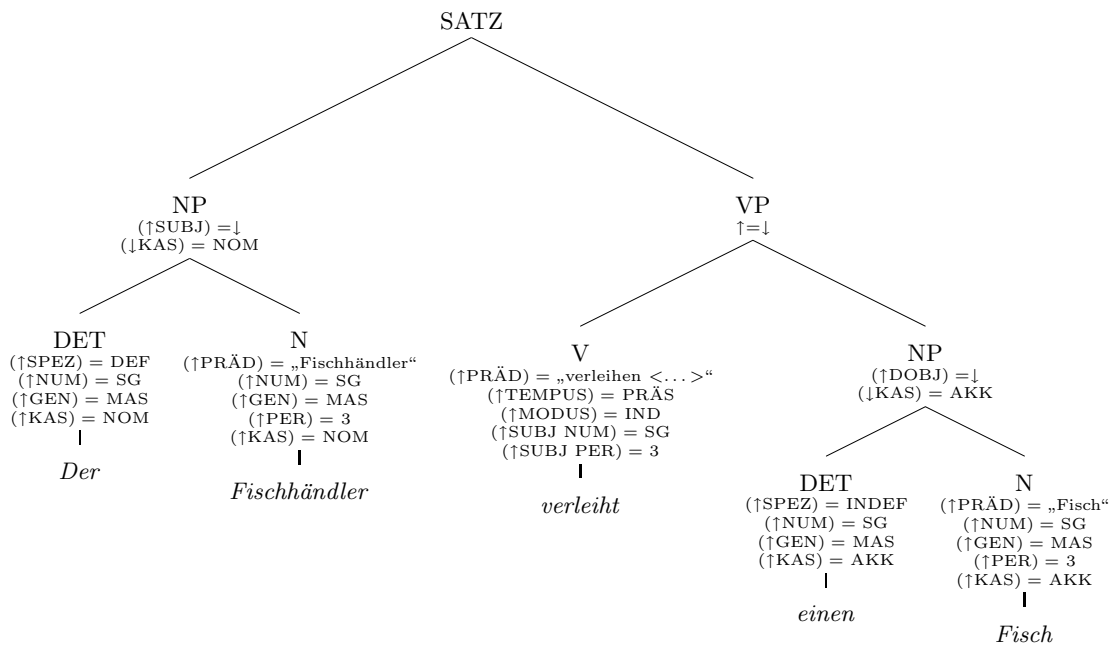 SATZ
NP
(↑SUBJ) =↓
(↓KAS) = NOM
VP
↑=↓
DET
(↑SPEZ) = DEF
(↑NUM) = SG
(↑GEN) = MAS
(↑KAS) = NOM
Der
N
(↑PRÄD) = „Fischhändler“
(↑NUM) = SG
(↑GEN) = MAS
(↑PER) = 3
(↑KAS) = NOM
Fischhändler
V
(↑PRÄD) = „verleihen <...>“
(↑TEMPUS) = PRÄS
(↑MODUS) = IND
(↑SUBJ NUM) = SG
(↑SUBJ PER) = 3
verleiht
NP
(↑DOBJ) =↓
(↓KAS) = AKK
DET
(↑SPEZ) = INDEF
(↑NUM) = SG
(↑GEN) = MAS
(↑KAS) = AKK
einen
N
(↑PRÄD) = „Fisch“
(↑NUM) = SG
(↑GEN) = MAS
(↑PER) = 3
(↑KAS) = AKK
Fisch